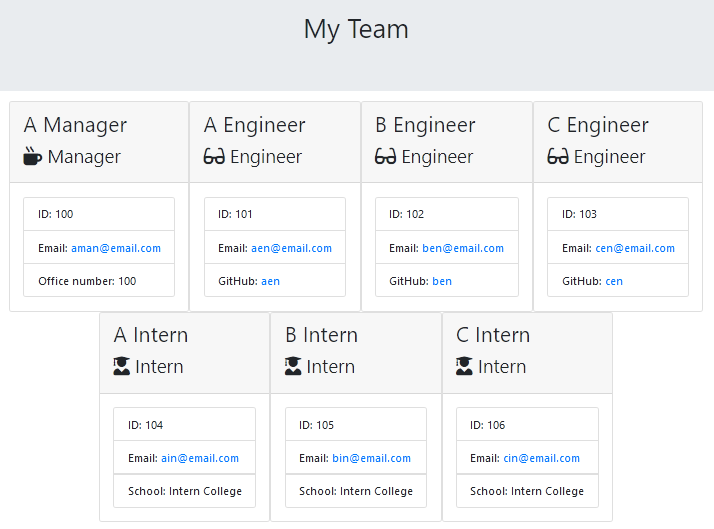 My Team
A Manager
Manager
ID: 100
Email: aman@email.com
Office number: 100
A Engineer
Engineer
ID: 101
Email: aen@email.com
GitHub: aen
B Engineer
Engineer
ID: 102
Email: ben@email.com
GitHub: ben
C Engineer
Engineer
ID: 103
Email: cen@email.com
GitHub: cen
A Intern
Intern
ID: 104
Email: ain@email.com
School: Intern College
B Intern
Intern
ID: 105
Email: bin@email.com
School: Intern College
C Intern
Intern
ID: 106
Email: cin@email.com
School: Intern College